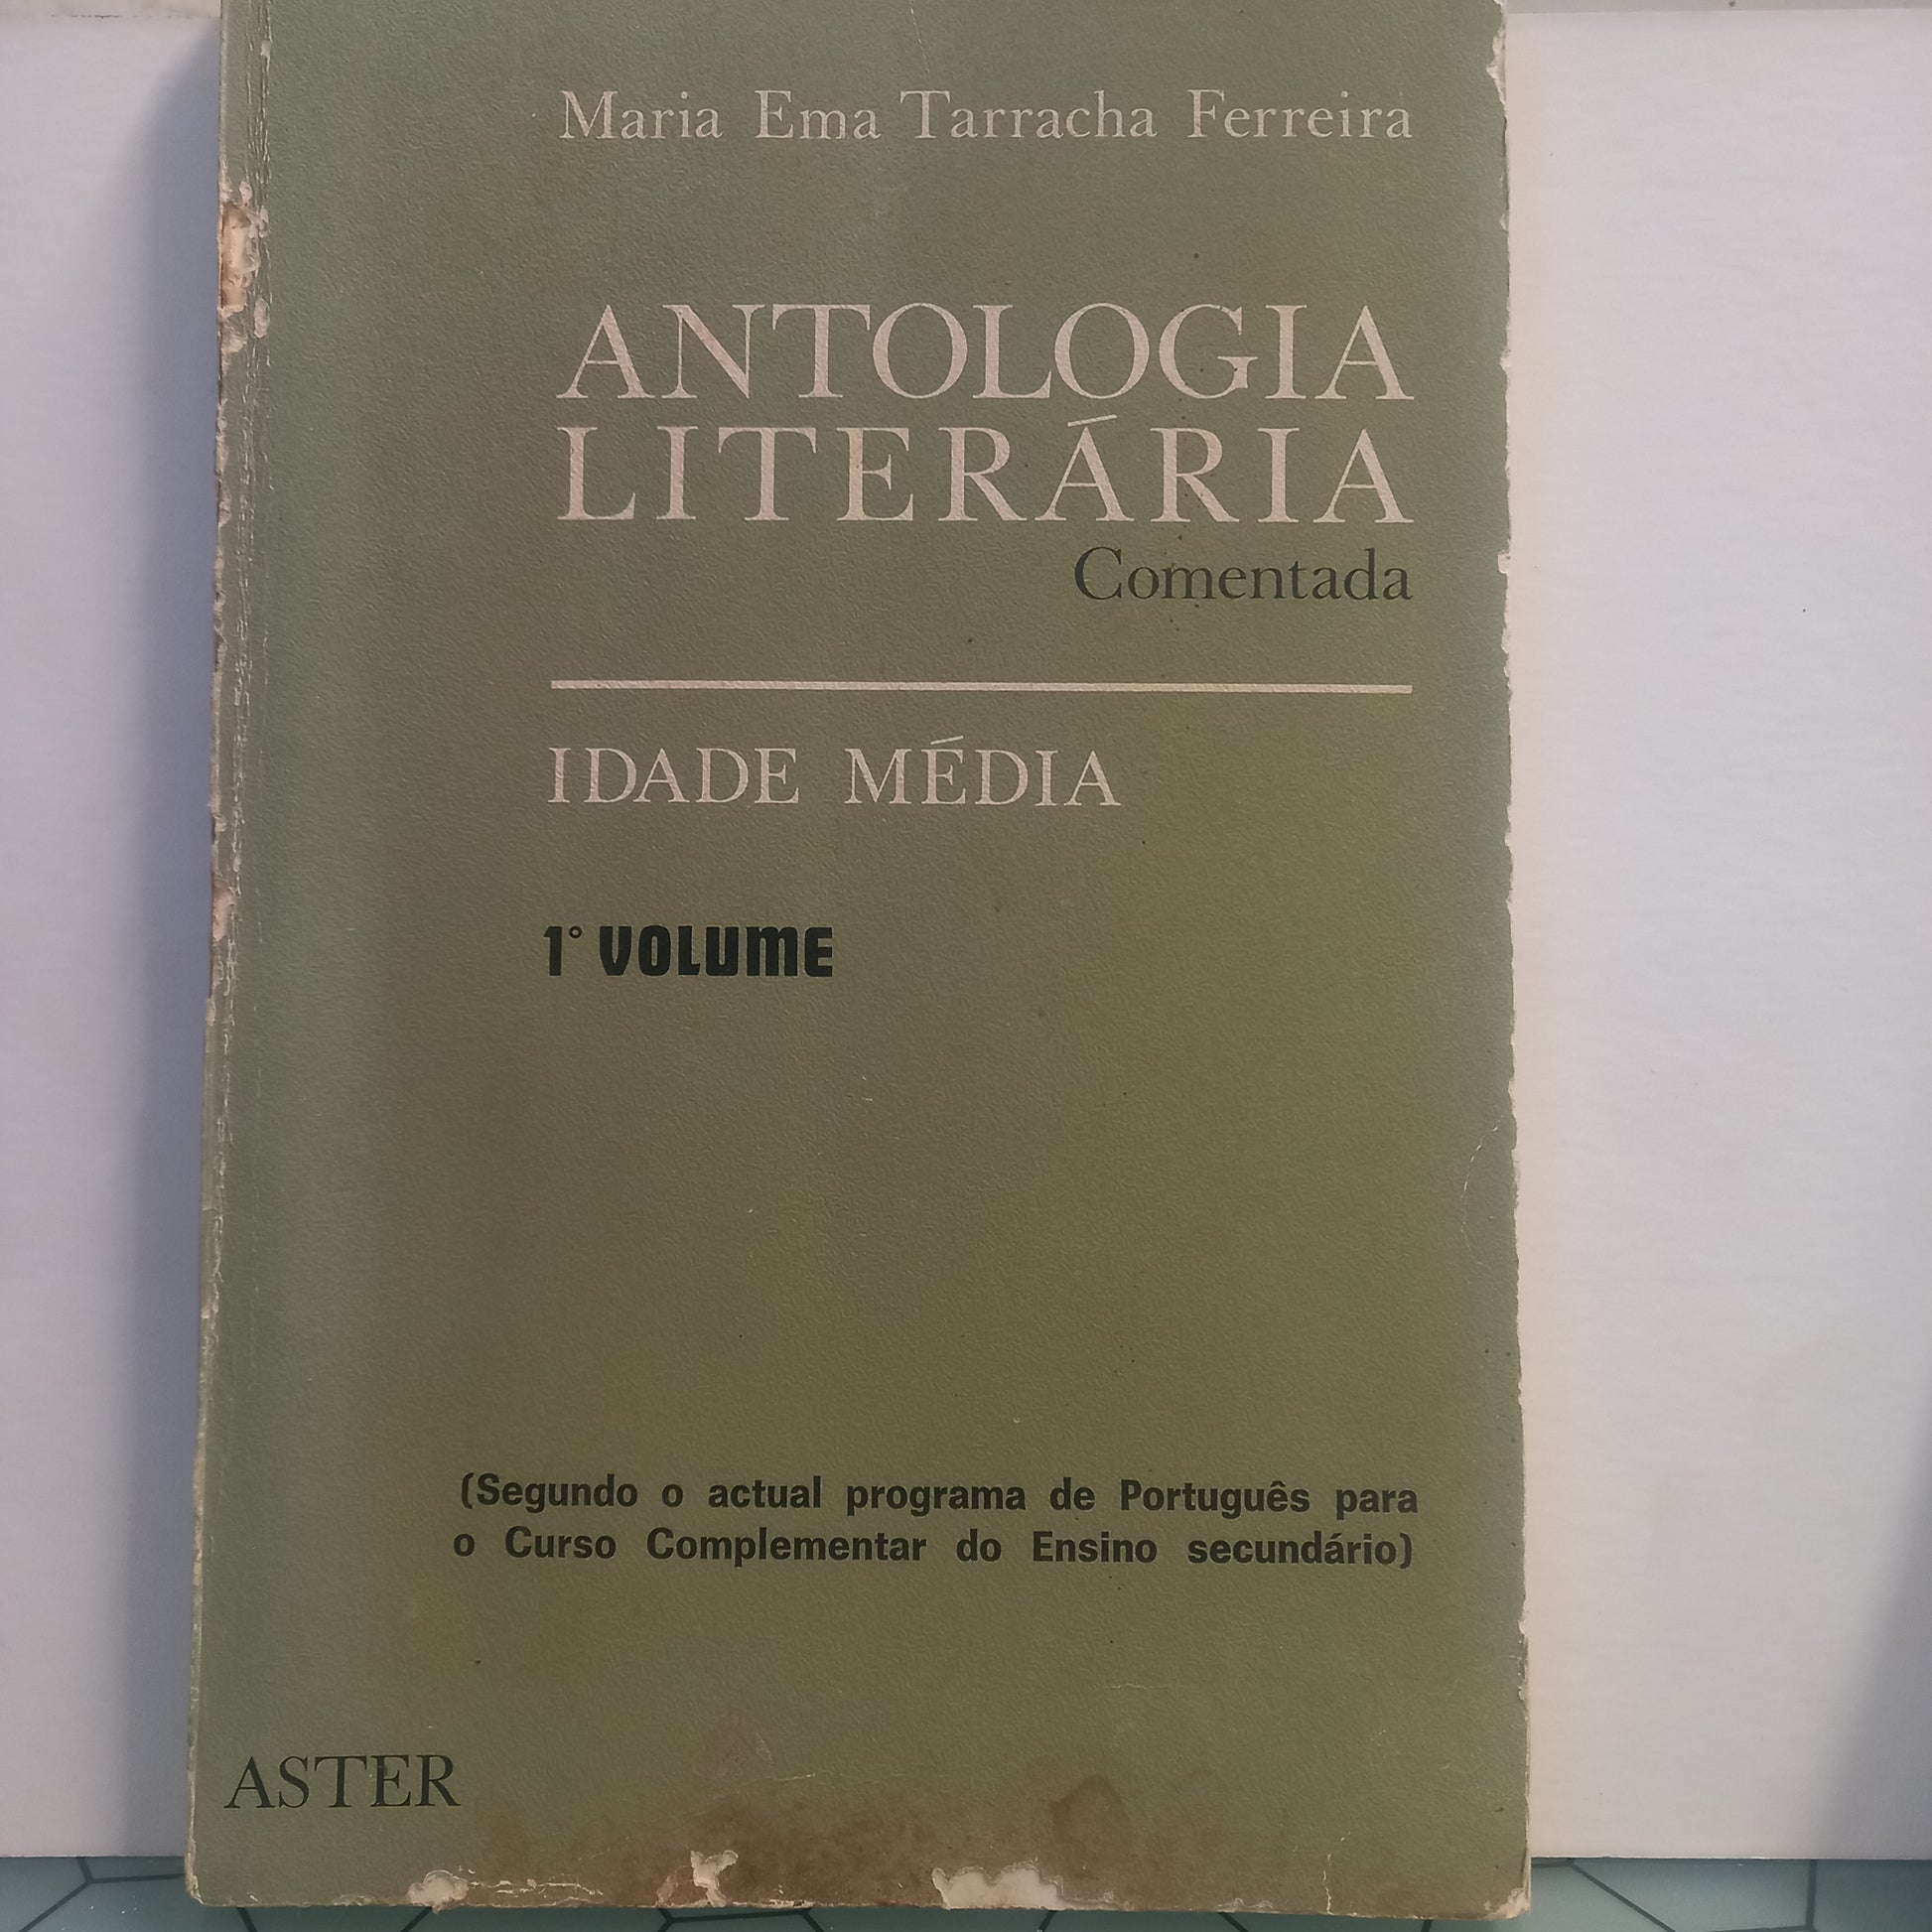 Maria Ema Tarracha Ferreira
ANTOLOGIA
LITERÁRIA
Comentada
IDADE MÉDIA
1° VOLUME
(Segundo o actual programa de Português para
o Curso Complementar do Ensino secundário)
ASTER